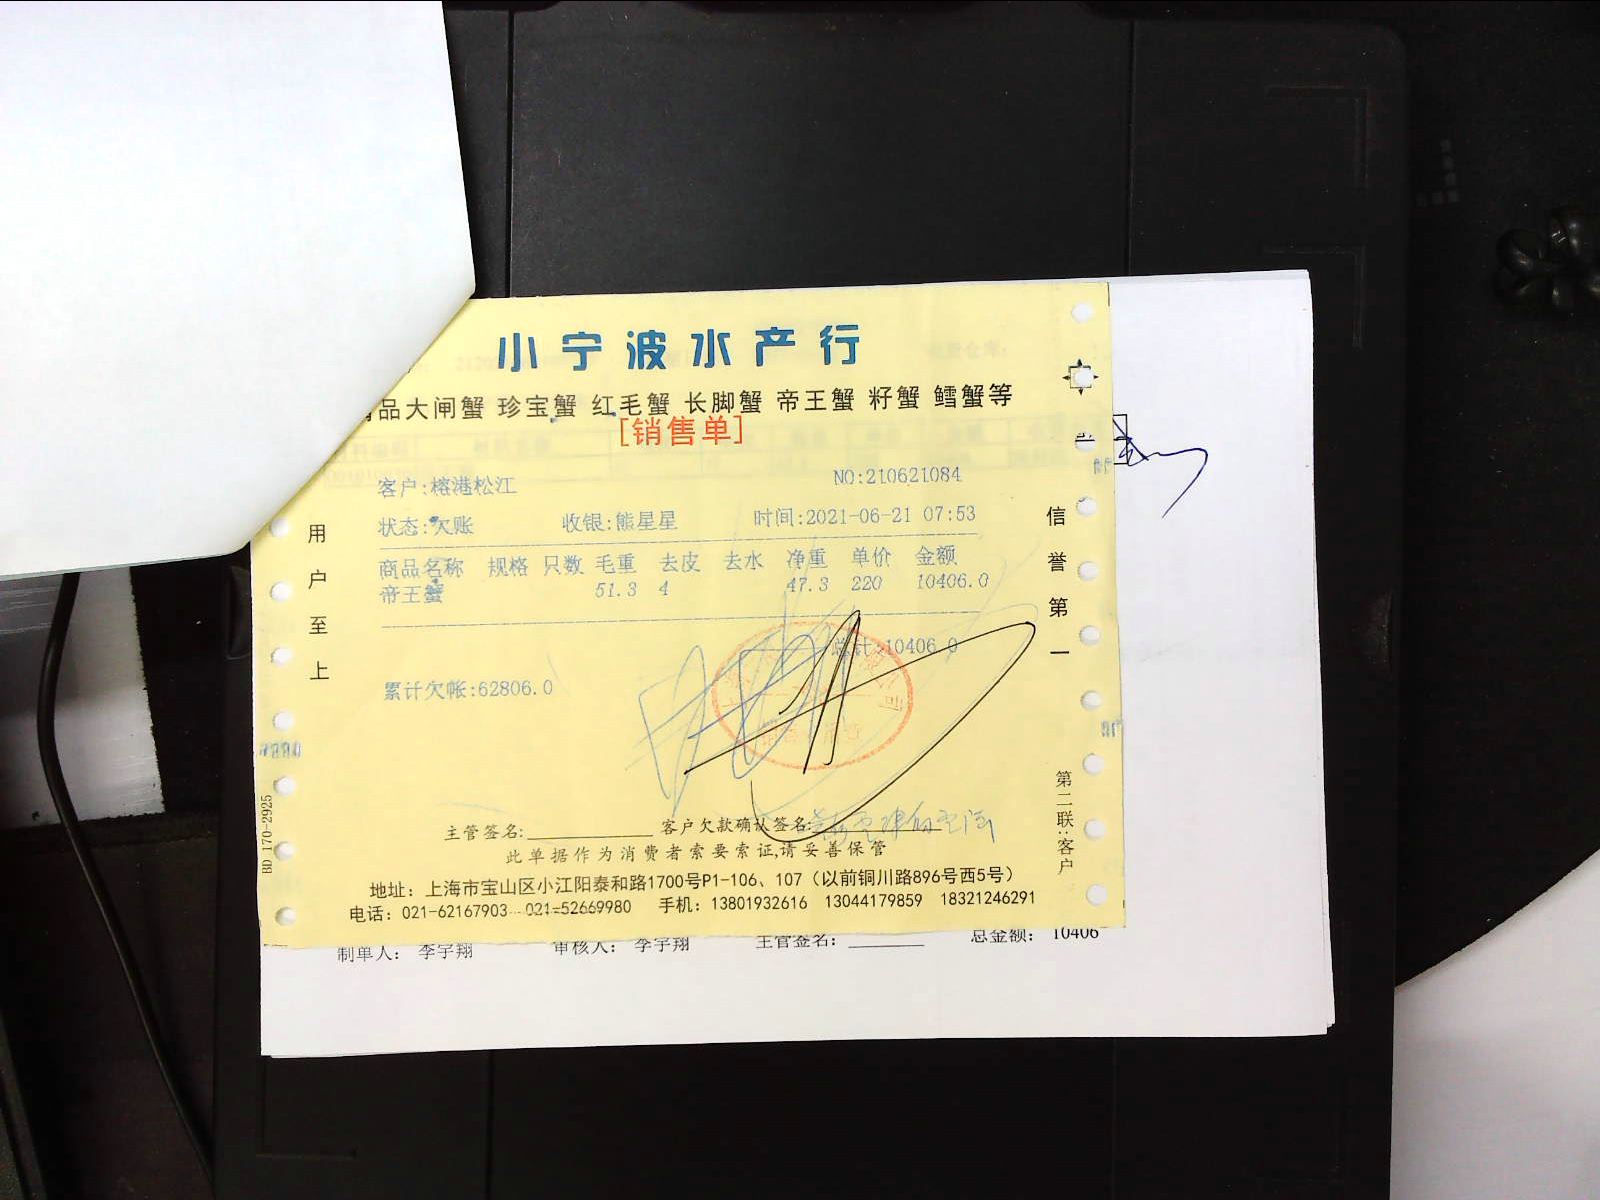 小宁波水产行
品大闸蟹 珍宝蟹 红毛蟹 长脚蟹 帝王蟹 籽蟹 鳕蟹等
[销售单]
客户:榕港松江 NO:210621084
状态:欠账 收银:熊星星 时间:2021-06-21 07:53
商品名称 规格 只数 毛重 去皮 去水 净重 单价 金额
帝王蟹 51.3 4 47.3 220 10406.0
总计:10406.0
累计欠帐:62806.0
用户至上
信誉第一
第二联:客户
BD 170-2925
主管签名: 客户欠款确认签名:
此单据作为消费者索要索证,请妥善保管
地址：上海市宝山区小江阳泰和路1700号P1-106、107（以前铜川路896号西5号）
电话：021-62167903 021-52669980 手机：13801932616 13044179859 18321246291
制单人： 李宇翔 审核人： 李宇翔 主管签名： 总金额： 10406